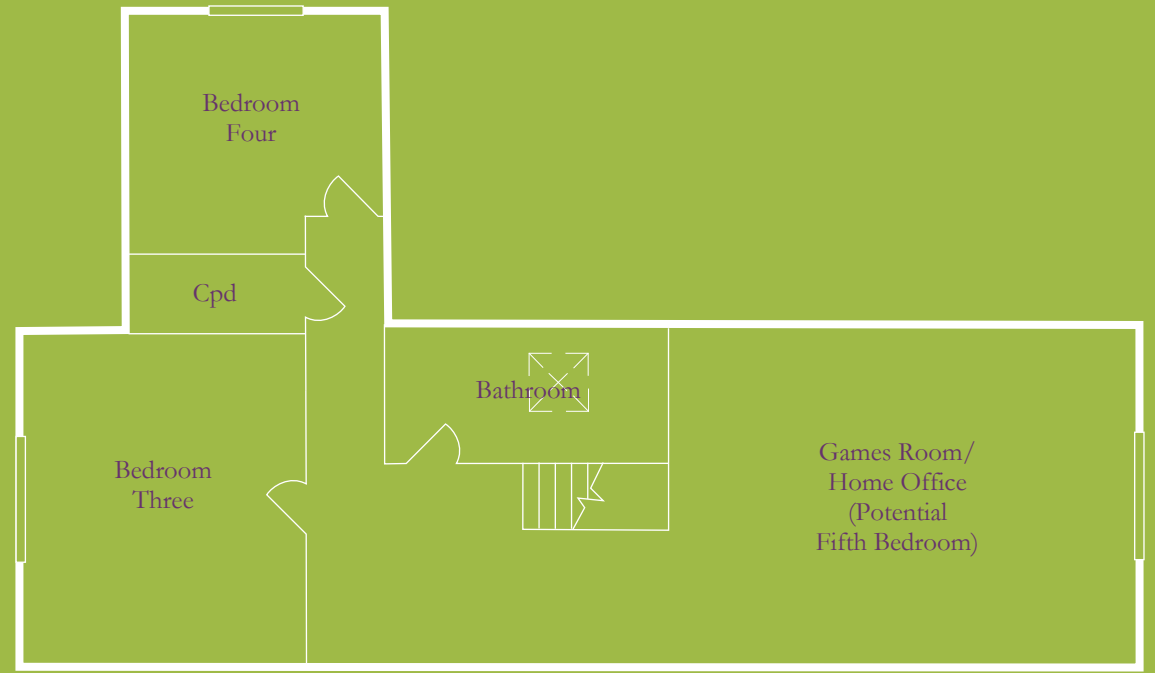 Bedroom
Four
Cpd
Bathroom
Bedroom
Three
Games Room/
Home Office
(Potential
Fifth Bedroom)